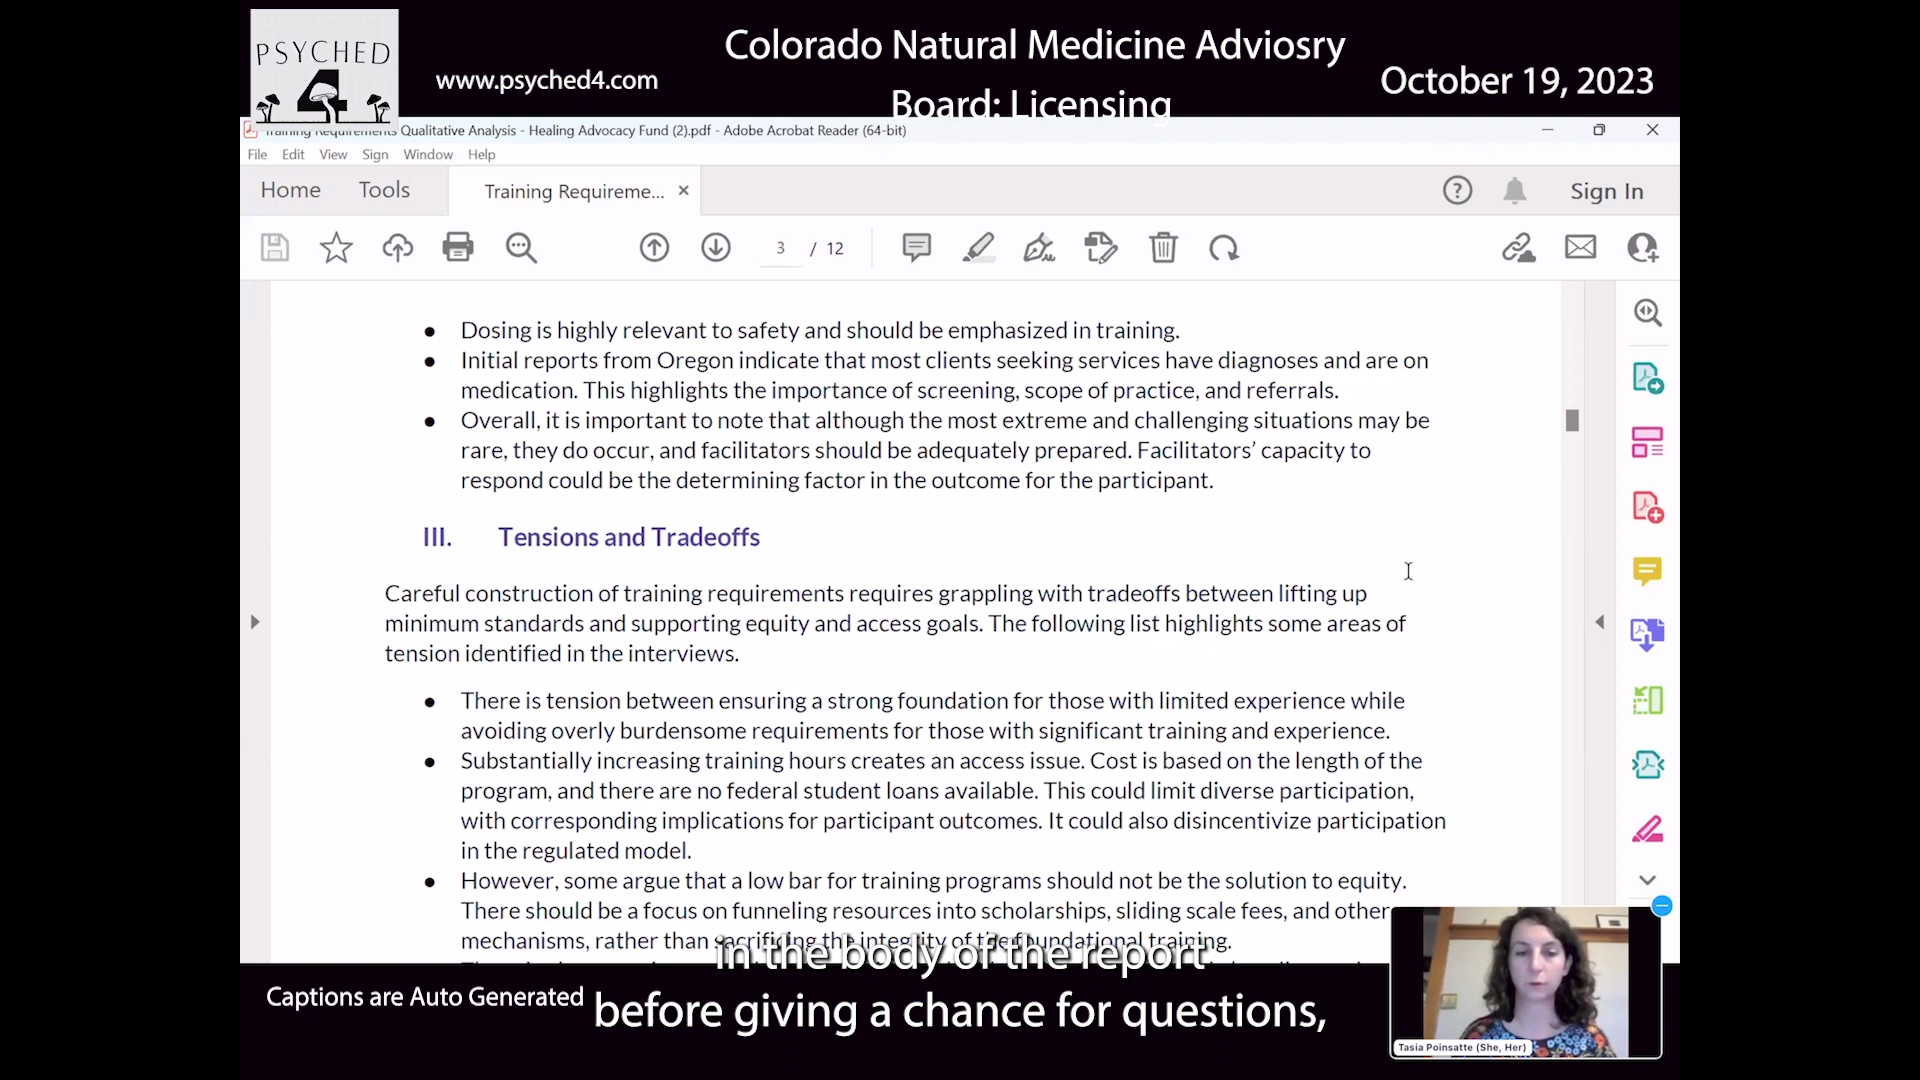 PSYCHED
4
www.psyched4.com
Colorado Natural Medicine Adviosry
Board: Licensing
October 19, 2023
Training Requirements Qualitative Analysis - Healing Advocacy Fund (2).pdf - Adobe Acrobat Reader (64-bit)
File Edit View Sign Window Help
Home Tools Training Requireme... Sign In
3 / 12
● Dosing is highly relevant to safety and should be emphasized in training.
● Initial reports from Oregon indicate that most clients seeking services have diagnoses and are on
medication. This highlights the importance of screening, scope of practice, and referrals.
● Overall, it is important to note that although the most extreme and challenging situations may be
rare, they do occur, and facilitators should be adequately prepared. Facilitators’ capacity to
respond could be the determining factor in the outcome for the participant.
III. Tensions and Tradeoffs
Careful construction of training requirements requires grappling with tradeoffs between lifting up
minimum standards and supporting equity and access goals. The following list highlights some areas of
tension identified in the interviews.
● There is tension between ensuring a strong foundation for those with limited experience while
avoiding overly burdensome requirements for those with significant training and experience.
● Substantially increasing training hours creates an access issue. Cost is based on the length of the
program, and there are no federal student loans available. This could limit diverse participation,
with corresponding implications for participant outcomes. It could also disincentivize participation
in the regulated model.
● However, some argue that a low bar for training programs should not be the solution to equity.
There should be a focus on funneling resources into scholarships, sliding scale fees, and other
mechanisms, rather than sacrificing the integrity of the foundational training.
in the body of the report
before giving a chance for questions,
Captions are Auto Generated
Tasia Poinsatte (She, Her)